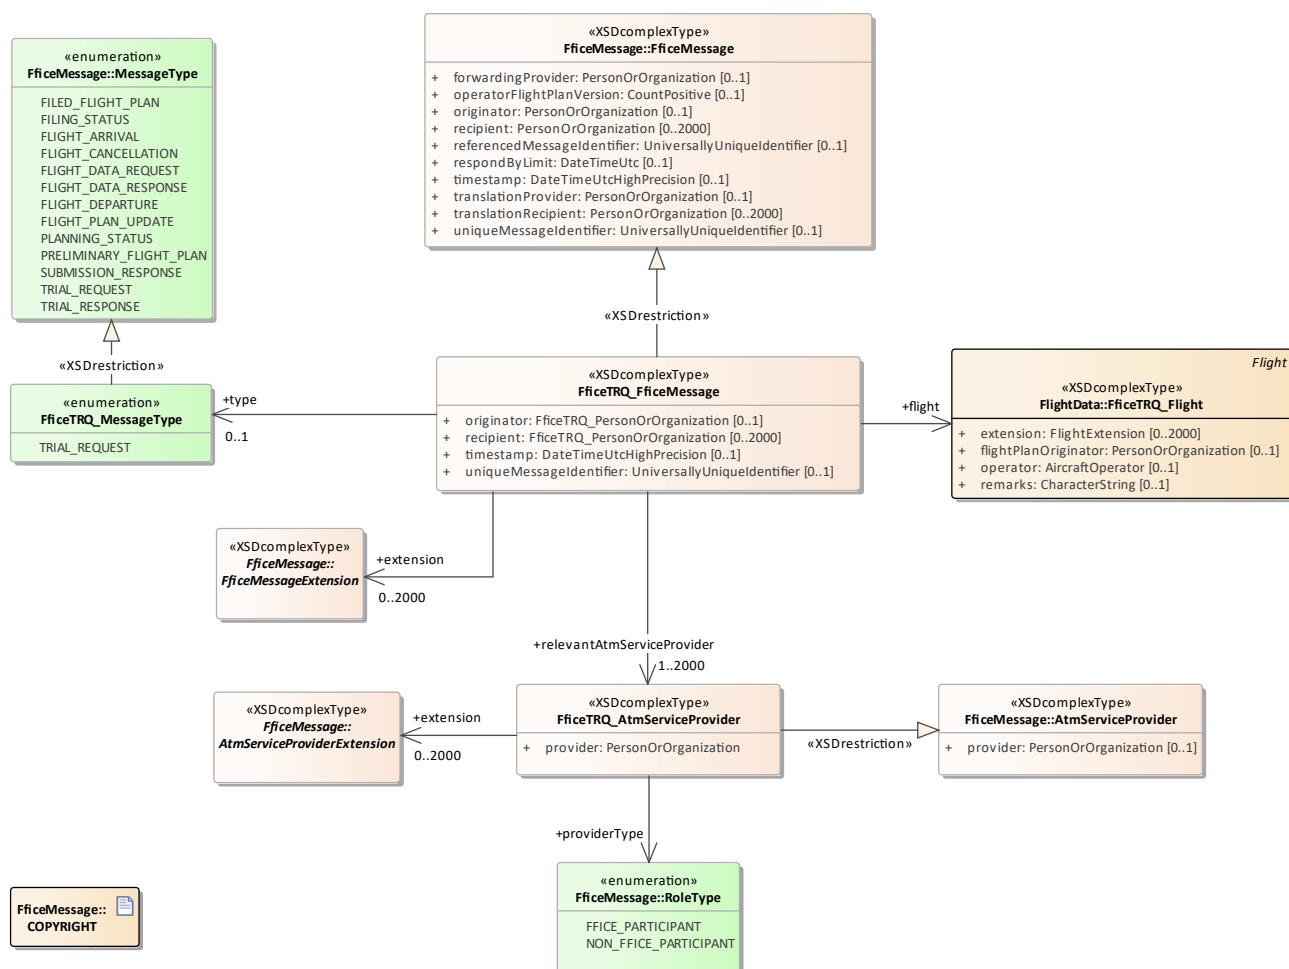 «enumeration»
FficeMessage::MessageType
FILED_FLIGHT_PLAN
FILING_STATUS
FLIGHT_ARRIVAL
FLIGHT_CANCELLATION
FLIGHT_DATA_REQUEST
FLIGHT_DATA_RESPONSE
FLIGHT_DEPARTURE
FLIGHT_PLAN_UPDATE
PLANNING_STATUS
PRELIMINARY_FLIGHT_PLAN
SUBMISSION_RESPONSE
TRIAL_REQUEST
TRIAL_RESPONSE
«XSDcomplexType»
FficeMessage::FficeMessage
+ forwardingProvider: PersonOrOrganization [0..1]
+ operatorFlightPlanVersion: CountPositive [0..1]
+ originator: PersonOrOrganization [0..1]
+ recipient: PersonOrOrganization [0..2000]
+ referencedMessageIdentifier: UniversallyUniqueIdentifier [0..1]
+ respondByLimit: DateTimeUtc [0..1]
+ timestamp: DateTimeUtcHighPrecision [0..1]
+ translationProvider: PersonOrOrganization [0..1]
+ translationRecipient: PersonOrOrganization [0..2000]
+ uniqueMessageIdentifier: UniversallyUniqueIdentifier [0..1]
«XSDrestriction»
«XSDrestriction»
«enumeration»
FficeTRQ_MessageType
TRIAL_REQUEST
+type
0..1
«XSDcomplexType»
FficeTRQ_FficeMessage
+ originator: FficeTRQ_PersonOrOrganization [0..1]
+ recipient: FficeTRQ_PersonOrOrganization [0..2000]
+ timestamp: DateTimeUtcHighPrecision [0..1]
+ uniqueMessageIdentifier: UniversallyUniqueIdentifier [0..1]
+flight
Flight
«XSDcomplexType»
FlightData::FficeTRQ_Flight
+ extension: FlightExtension [0..2000]
+ flightPlanOriginator: PersonOrOrganization [0..1]
+ operator: AircraftOperator [0..1]
+ remarks: CharacterString [0..1]
«XSDcomplexType»
FficeMessage::
FficeMessageExtension
+extension
0..2000
+relevantAtmServiceProvider
1..2000
«XSDcomplexType»
FficeMessage::
AtmServiceProviderExtension
+extension
0..2000
«XSDcomplexType»
FficeTRQ_AtmServiceProvider
+ provider: PersonOrOrganization
«XSDrestriction»
«XSDcomplexType»
FficeMessage::AtmServiceProvider
+ provider: PersonOrOrganization [0..1]
+providerType
«enumeration»
FficeMessage::RoleType
FFICE_PARTICIPANT
NON_FFICE_PARTICIPANT
FficeMessage::
COPYRIGHT